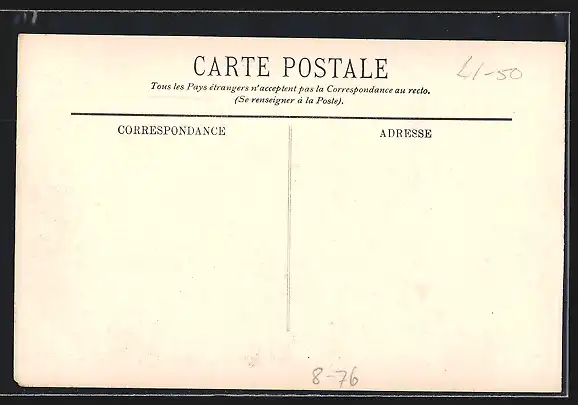 CARTE POSTALE
41-50
Tous les Pays étrangers n'acceptent pas la Correspondance au recto.
(Se renseigner à la Poste).
CORRESPONDANCE
ADRESSE
8-76